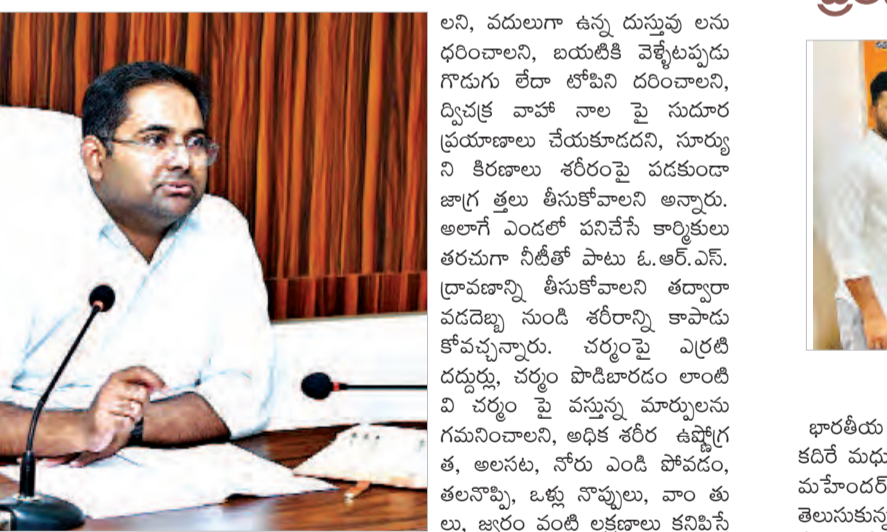 లని, వదులుగా ఉన్న దుస్తువు లను
ధరించాలని, బయటికి వెళ్ళేటప్పడు
గొడుగు లేదా టోపిని దరించాలని,
ద్విచక్ర వాహా నాల పై సుదూర
ప్రయాణాలు చేయకూడదని, సూర్యు
ని కిరణాలు శరీరంపై పడకుండా
జాగ్ర త్తలు తీసుకోవాలని అన్నారు.
అలాగే ఎండలో పనిచేసే కార్మికులు
తరచుగా నీటీతో పాటు ఓ.ఆర్.ఎస్.
ద్రావణాన్ని తీసుకోవాలని తద్వారా
వడదెబ్బ నుండి శరీరాన్ని కాపాడు
కోవచ్చన్నారు. చర్మంపై ఎర్రటి
దద్దుర్లు, చర్మం పొడిబారడం లాంటి
వి చర్మం పై వస్తున్న మార్పులను
గమనించాలని, అధిక శరీర ఉష్ణోగ్ర
త, అలసట, నోరు ఎండి పోవడం,
తలనొప్పి, ఒళ్లు నొప్పులు, వాం తు
లు, జ్వరం వంటి లక్షణాలు కనిపిస్తే
భారతీయ
కదిరే మధు
మహేందర్
తెలుసుకున్న